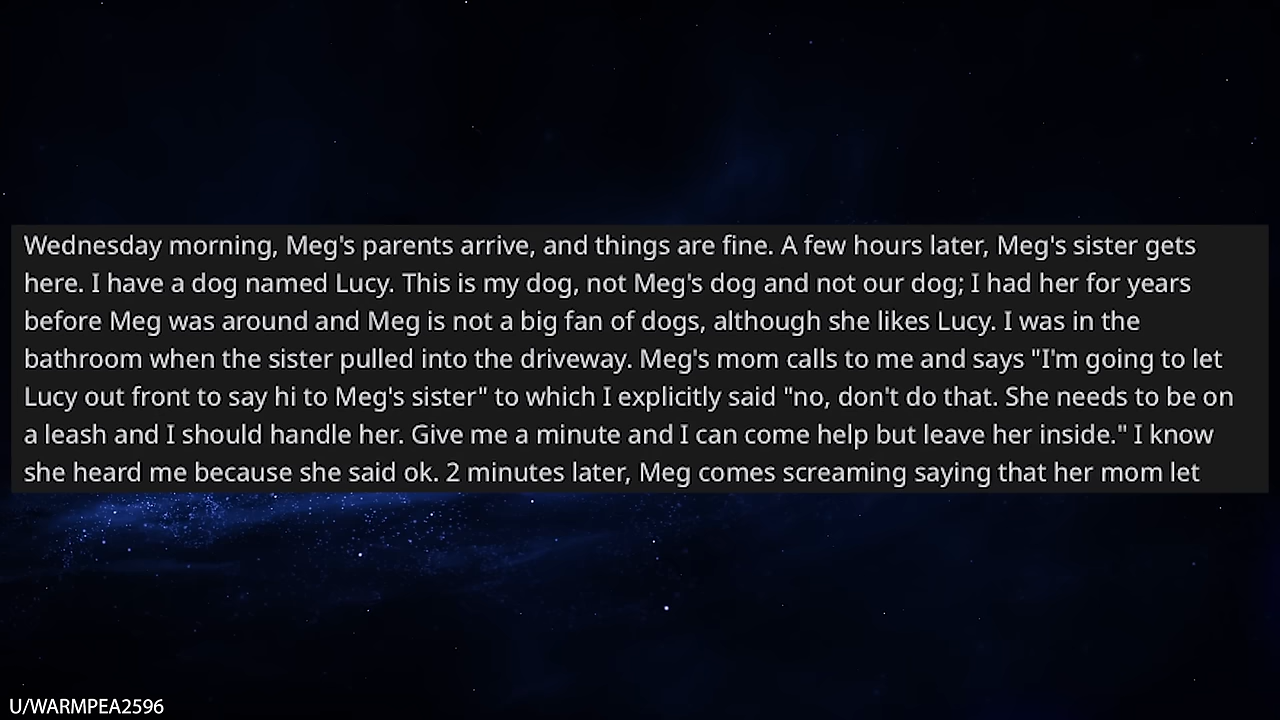 Wednesday morning, Meg's parents arrive, and things are fine. A few hours later, Meg's sister gets
here. I have a dog named Lucy. This is my dog, not Meg's dog and not our dog; I had her for years
before Meg was around and Meg is not a big fan of dogs, although she likes Lucy. I was in the
bathroom when the sister pulled into the driveway. Meg's mom calls to me and says "I'm going to let
Lucy out front to say hi to Meg's sister" to which I explicitly said "no, don't do that. She needs to be on
a leash and I should handle her. Give me a minute and I can come help but leave her inside." I know
she heard me because she said ok. 2 minutes later, Meg comes screaming saying that her mom let
U/WARMPEA2596